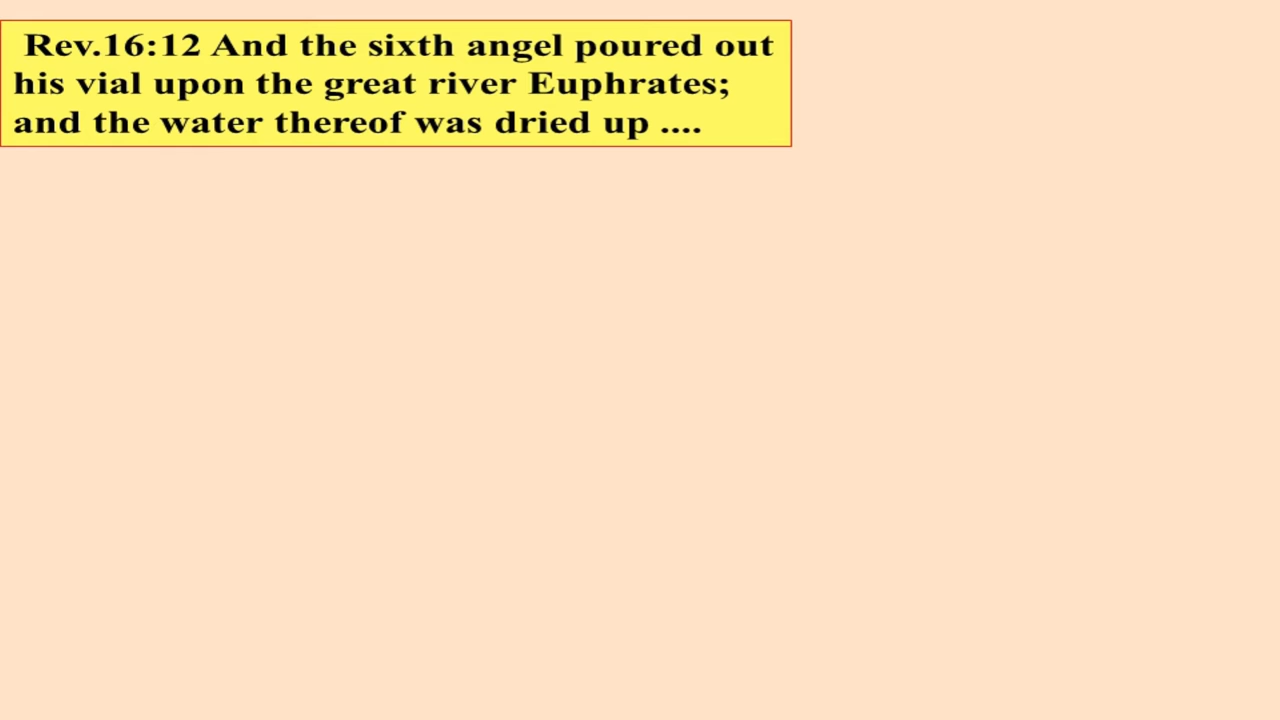 Rev.16:12 And the sixth angel poured out
his vial upon the great river Euphrates;
and the water thereof was dried up ....